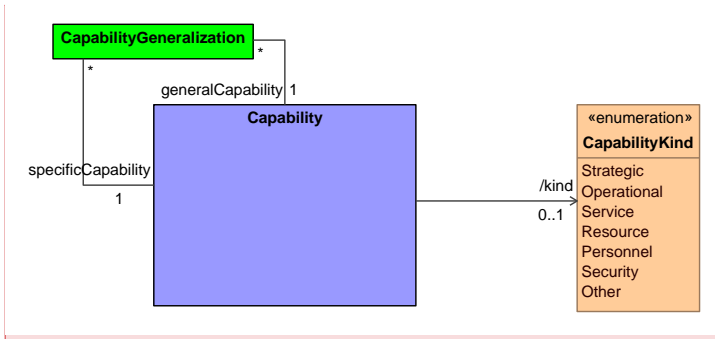 CapabilityGeneralization
*
*
generalCapability 1
Capability
«enumeration»
CapabilityKind
specificCapability
1
/kind
0..1
Strategic
Operational
Service
Resource
Personnel
Security
Other